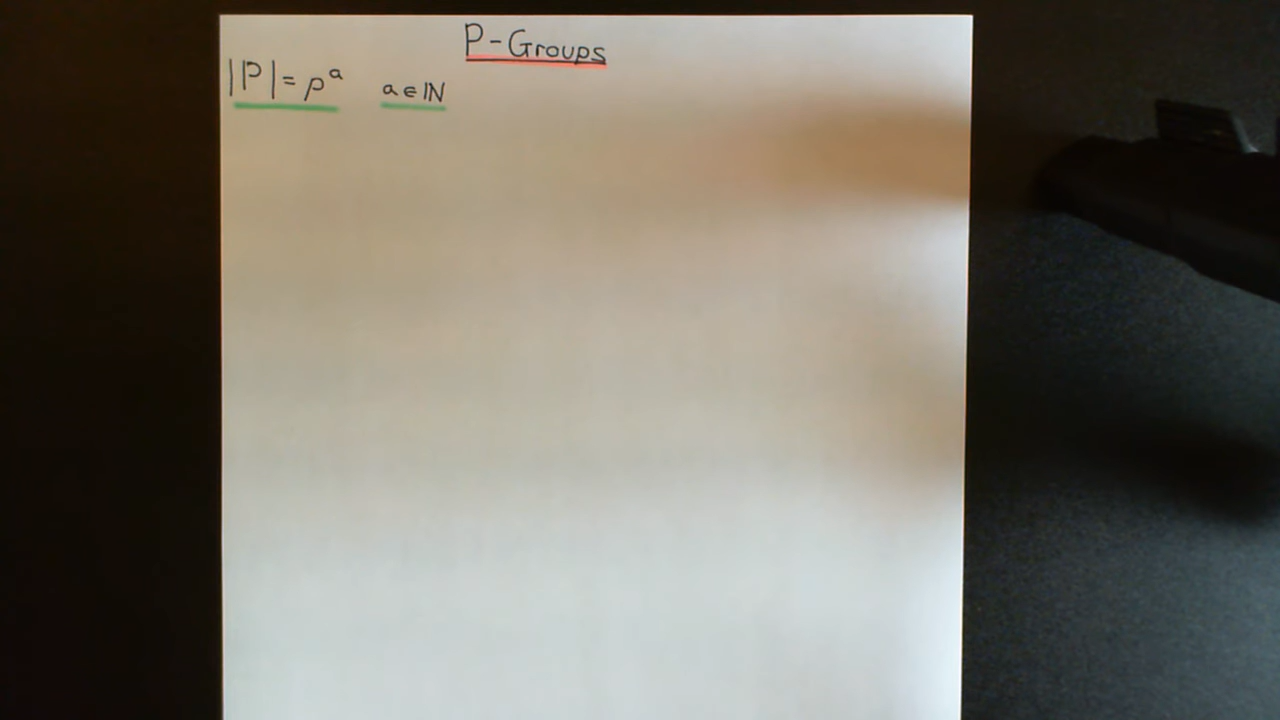 P-Groups
|P| = p^a a ∈ ℕ